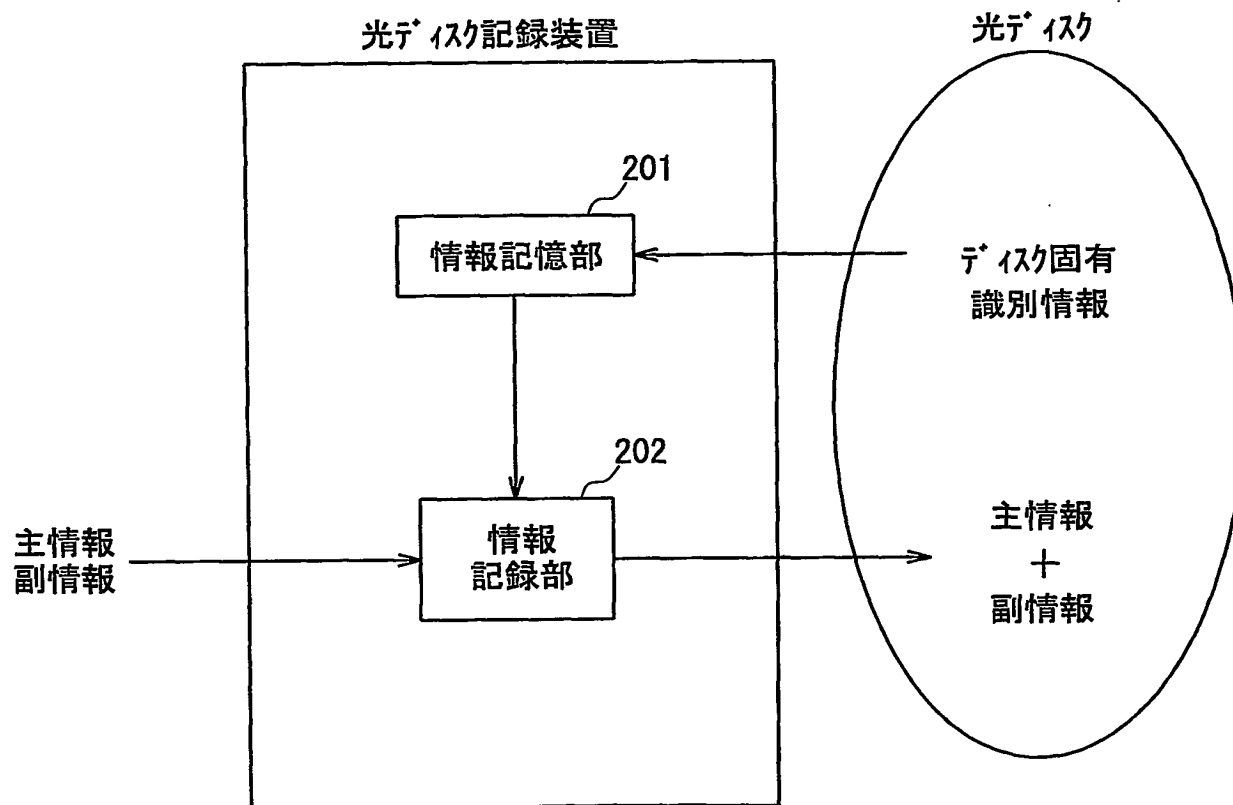 光ディスク記録装置
光ディスク
201
情報記憶部
ディスク固有
識別情報
202
主情報
副情報
情報
記録部
主情報
+
副情報